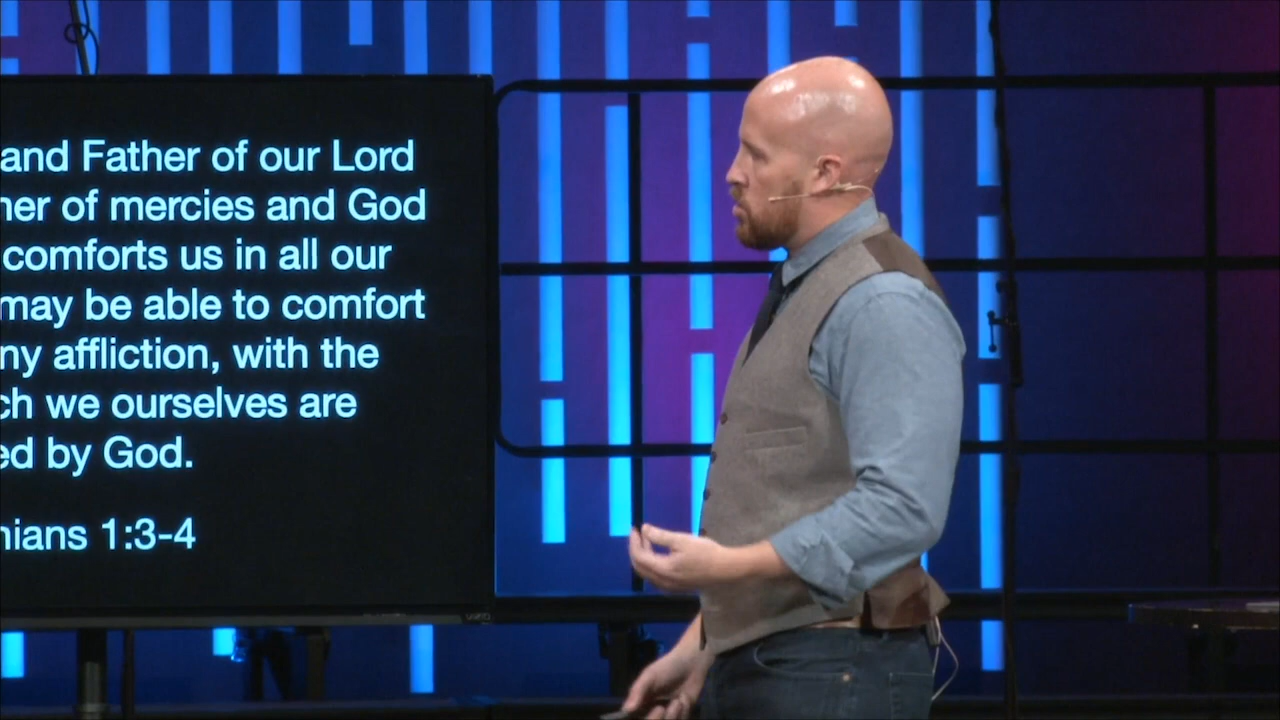 and Father of our Lord
her of mercies and God
comforts us in all our
may be able to comfort
ny affliction, with the
ch we ourselves are
ed by God.
nians 1:3-4